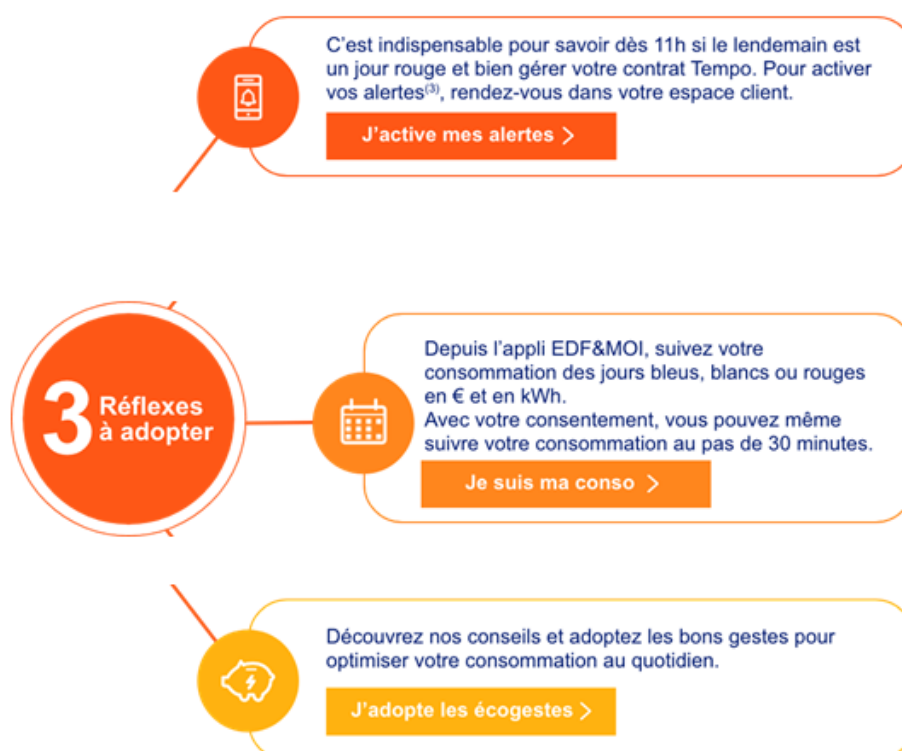 C'est indispensable pour savoir dès 11h si le lendemain est
un jour rouge et bien gérer votre contrat Tempo. Pour activer
vos alertes⁽³⁾, rendez-vous dans votre espace client.
J'active mes alertes >
3 Réflexes
à adopter
Depuis l'appli EDF&MOI, suivez votre
consommation des jours bleus, blancs ou rouges
en € et en kWh.
Avec votre consentement, vous pouvez même
suivre votre consommation au pas de 30 minutes.
Je suis ma conso >
Découvrez nos conseils et adoptez les bons gestes pour
optimiser votre consommation au quotidien.
J'adopte les écogestes >